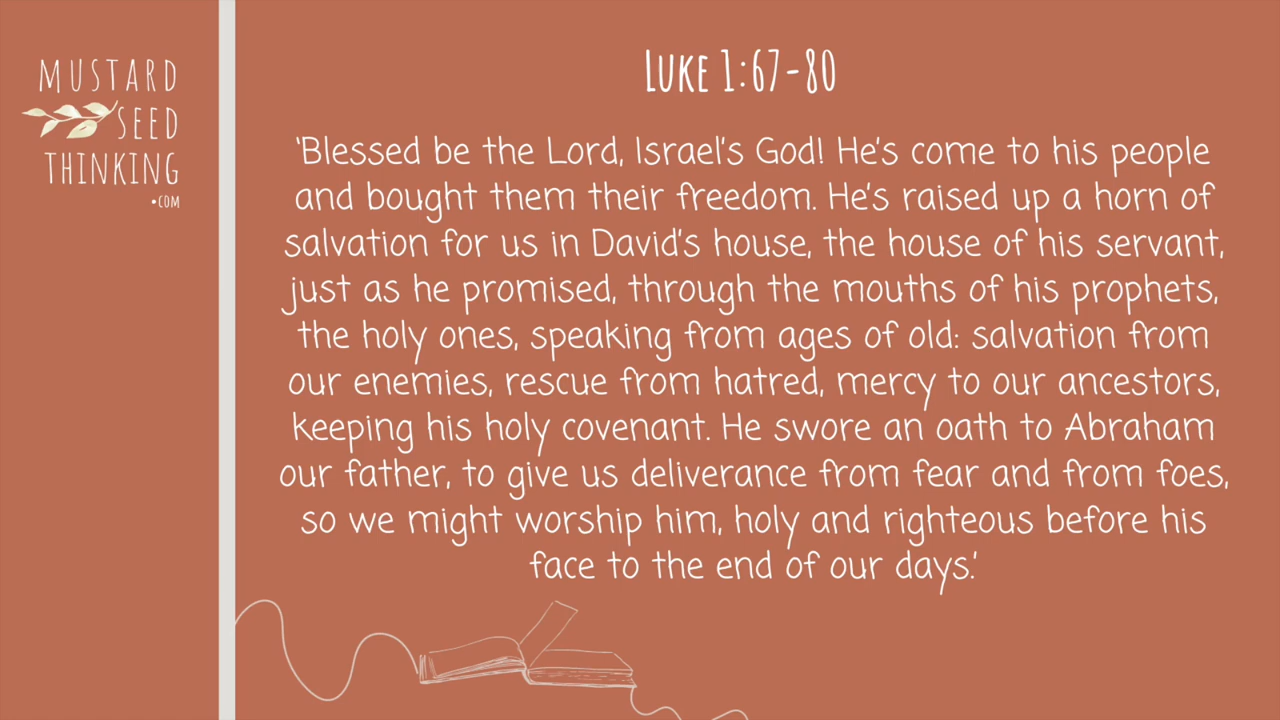 MUSTARD
SEED
THINKING
.COM
LUKE 1:67-80
'Blessed be the Lord, Israel's God! He's come to his people
and bought them their freedom. He's raised up a horn of
salvation for us in David's house, the house of his servant,
just as he promised, through the mouths of his prophets,
the holy ones, speaking from ages of old: salvation from
our enemies, rescue from hatred, mercy to our ancestors,
keeping his holy covenant. He swore an oath to Abraham
our father, to give us deliverance from fear and from foes,
so we might worship him, holy and righteous before his
face to the end of our days.'